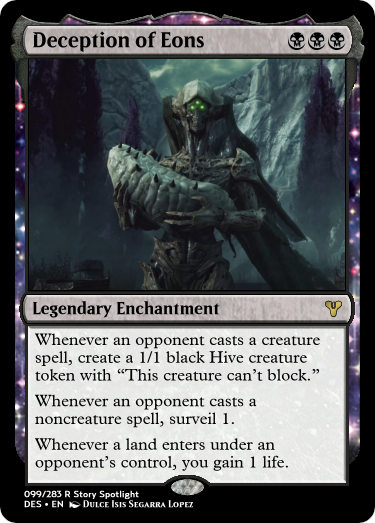 Deception of Eons
Legendary Enchantment
Whenever an opponent casts a creature
spell, create a 1/1 black Hive creature
token with “This creature can’t block.”
Whenever an opponent casts a
noncreature spell, surveil 1.
Whenever a land enters under an
opponent’s control, you gain 1 life.
099/283 R Story Spotlight
DES • EN Dulce Isis Segarra Lopez